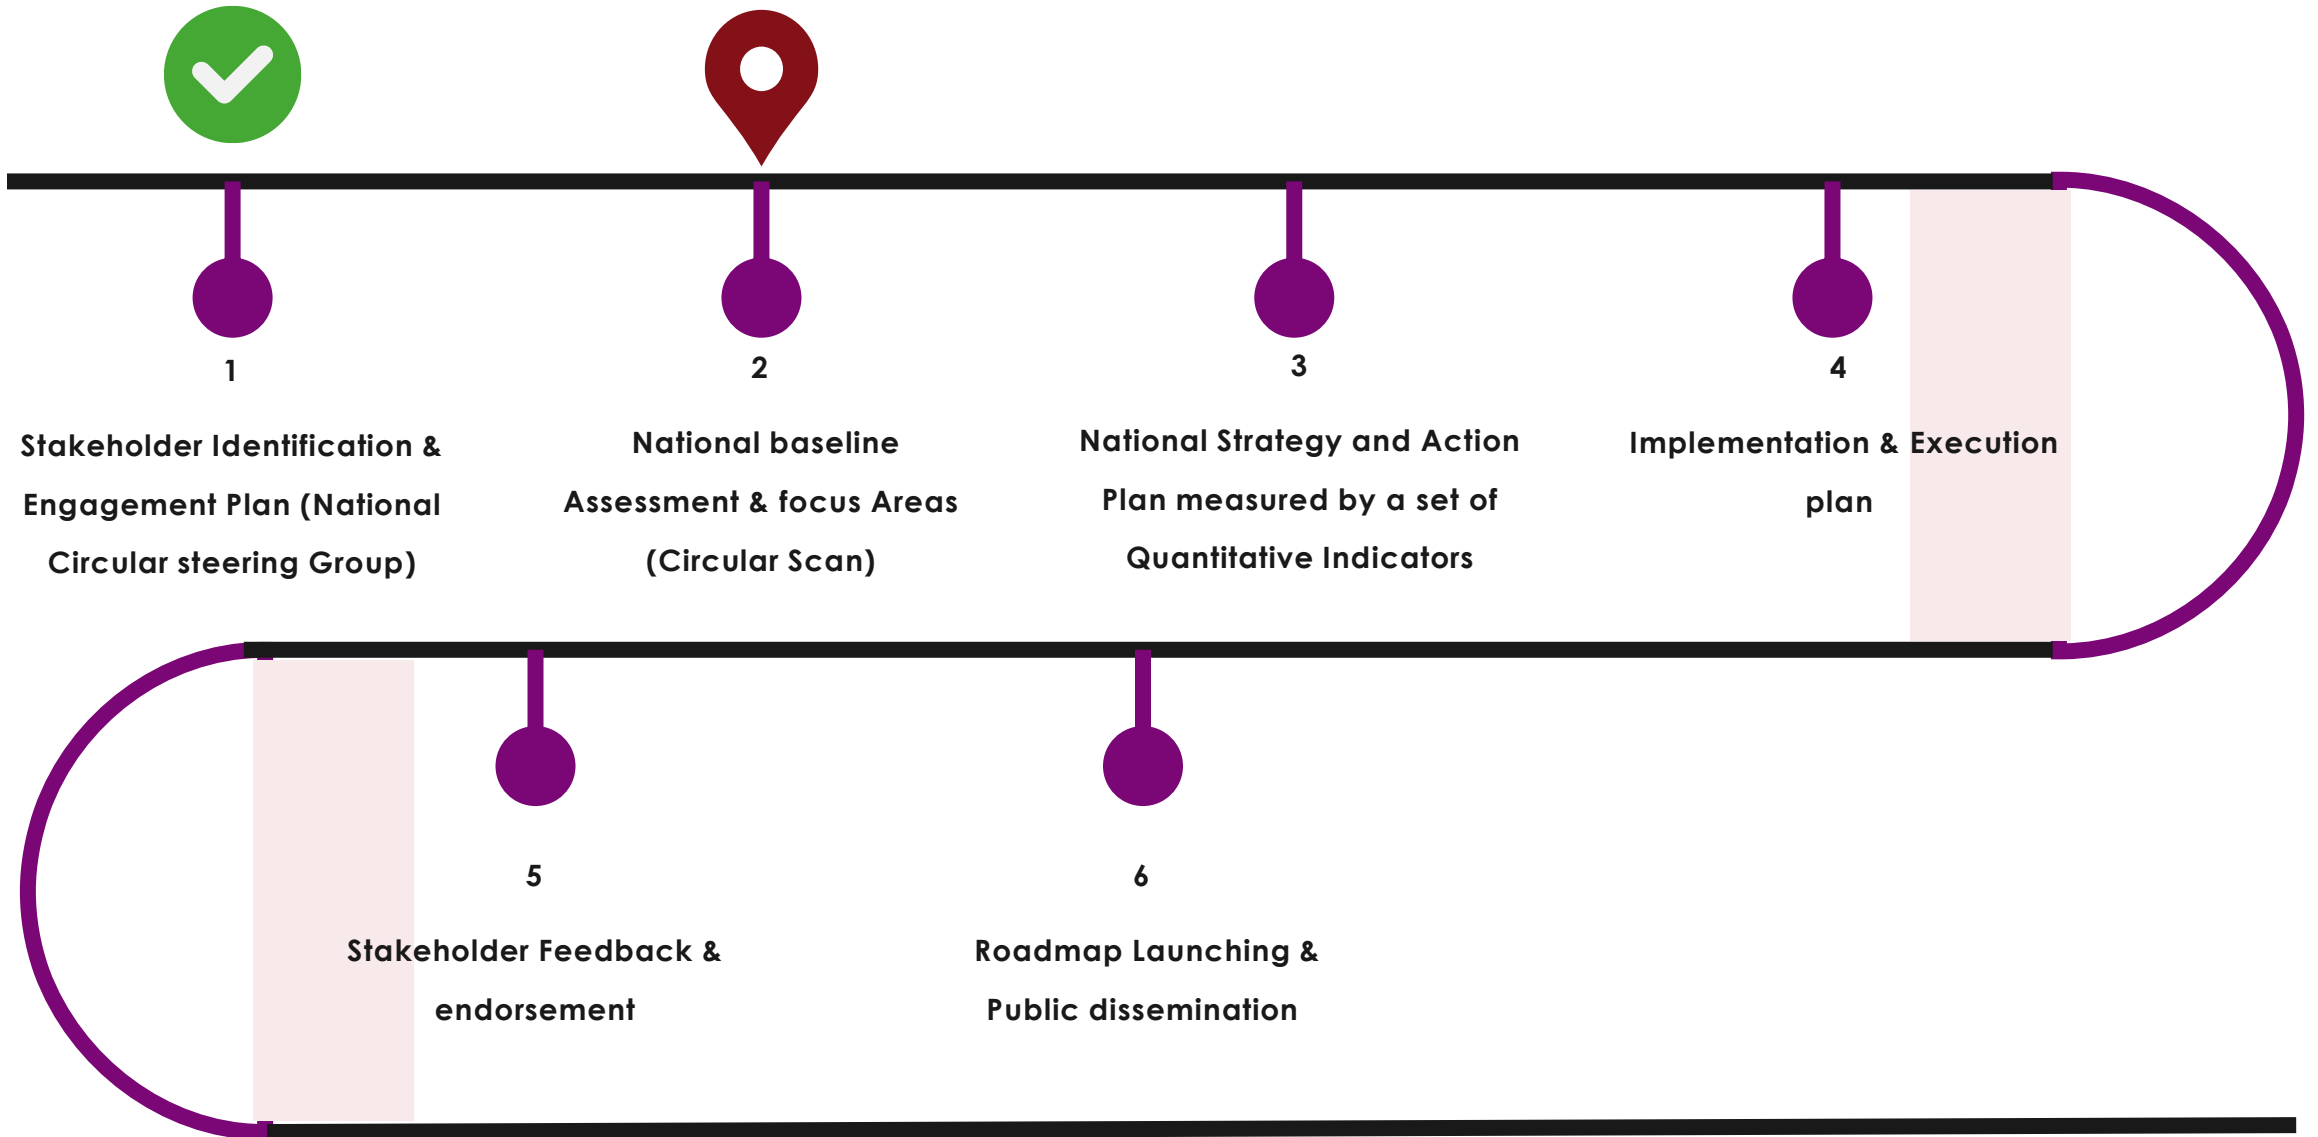 1
Stakeholder Identification &
Engagement Plan (National
Circular steering Group)
2
National baseline
Assessment & focus Areas
(Circular Scan)
3
National Strategy and Action
Plan measured by a set of
Quantitative Indicators
4
Implementation & Execution
plan
5
Stakeholder Feedback &
endorsement
6
Roadmap Launching &
Public dissemination